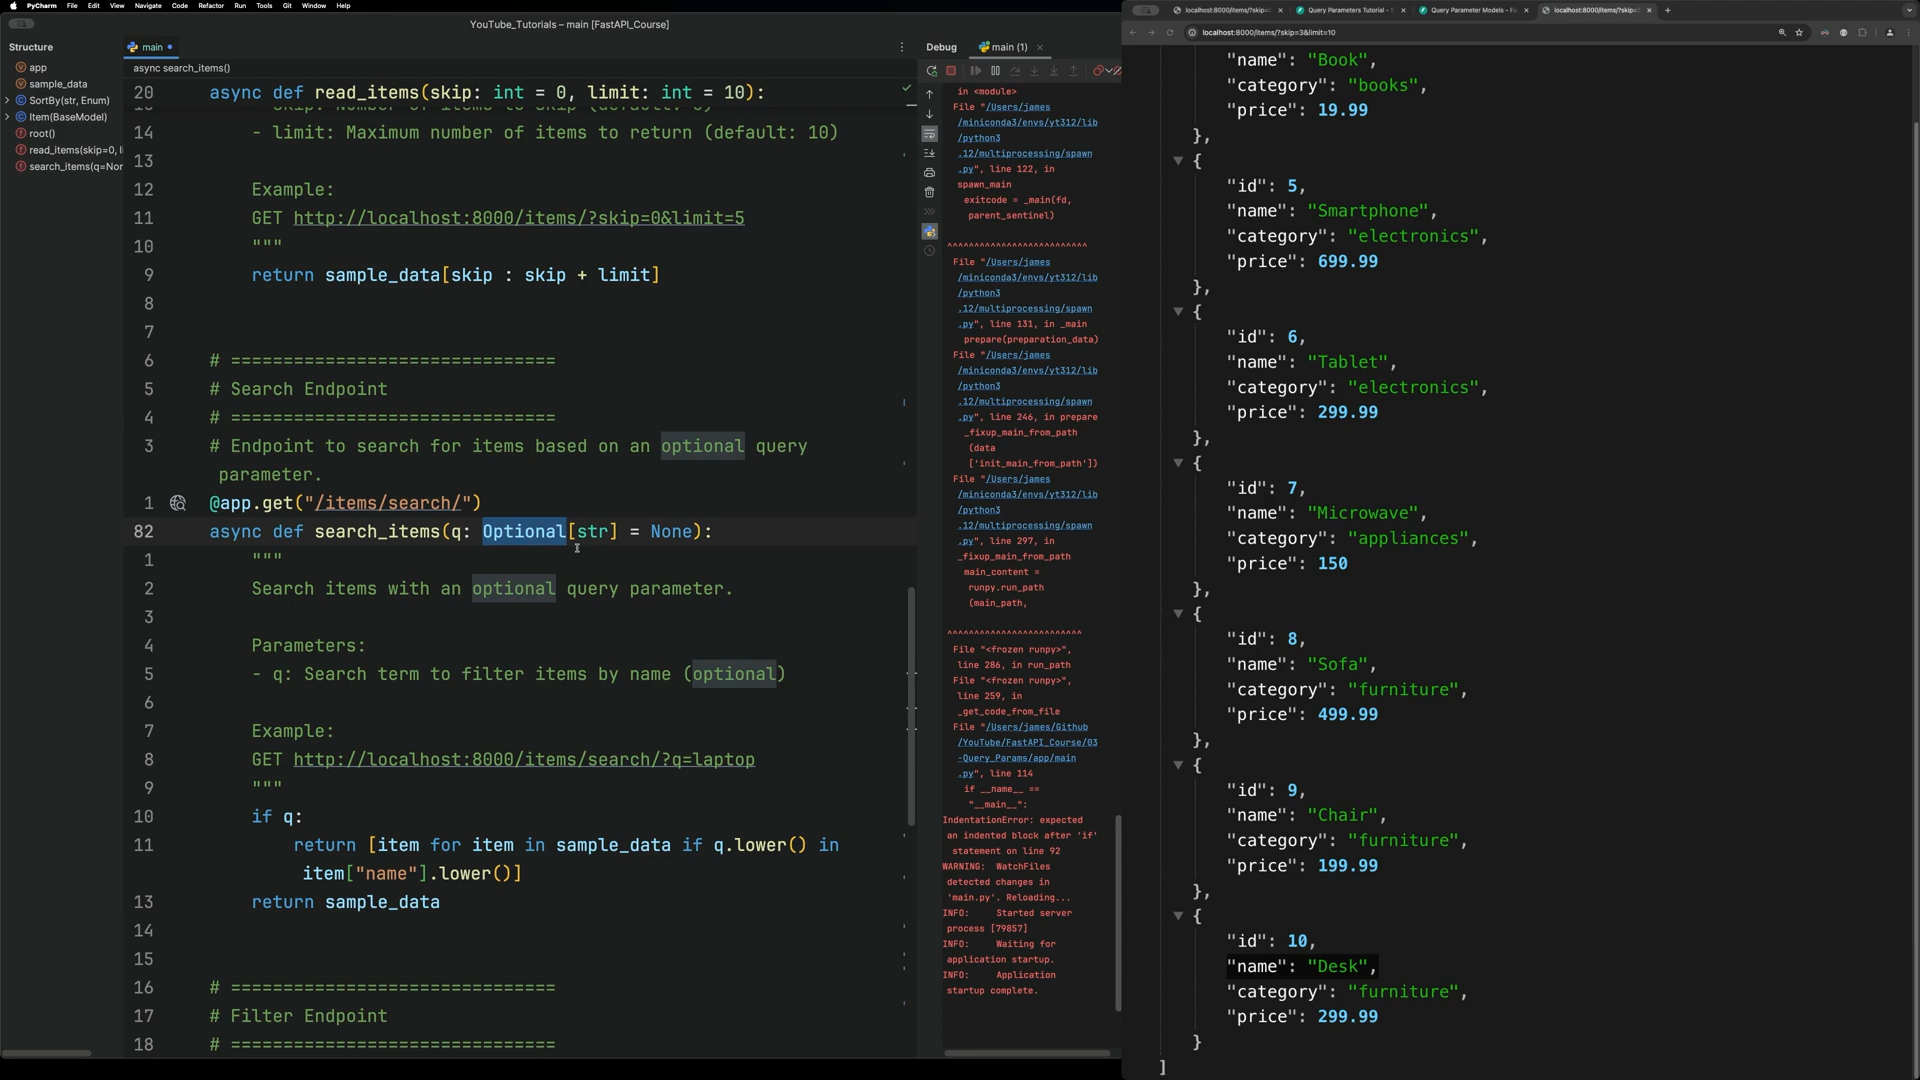 PyCharm File Edit View Navigate Code Refactor Run Tools Git Window Help
YouTube_Tutorials – main [FastAPI_Course]
Structure
app
sample_data
SortBy(str, Enum)
Item(BaseModel)
root()
read_items(skip=0, li
search_items(q=Nor
main
async search_items()
20 async def read_items(skip: int = 0, limit: int = 10):
14 - limit: Maximum number of items to return (default: 10)
13
12 Example:
11 GET http://localhost:8000/items/?skip=0&limit=5
10 """
9 return sample_data[skip : skip + limit]
8
7
6 # ===============================
5 # Search Endpoint
4 # ===============================
3 # Endpoint to search for items based on an optional query
parameter.
1 @app.get("/items/search/")
82 async def search_items(q: Optional[str] = None):
1 """
2 Search items with an optional query parameter.
3
4 Parameters:
5 - q: Search term to filter items by name (optional)
6
7 Example:
8 GET http://localhost:8000/items/search/?q=laptop
9 """
10 if q:
11 return [item for item in sample_data if q.lower() in
item["name"].lower()]
13 return sample_data
14
15
16 # ===============================
17 # Filter Endpoint
18 # ===============================
Debug main (1)
in <module>
File "/Users/james
/miniconda3/envs/yt312/lib
/python3
.12/multiprocessing/spawn
.py", line 122, in
spawn_main
exitcode = _main(fd,
parent_sentinel)
^^^^^^^^^^^^^^^^^^^^^^^^^^
File "/Users/james
/miniconda3/envs/yt312/lib
/python3
.12/multiprocessing/spawn
.py", line 131, in _main
prepare(preparation_data)
File "/Users/james
/miniconda3/envs/yt312/lib
/python3
.12/multiprocessing/spawn
.py", line 246, in prepare
_fixup_main_from_path
(data
['init_main_from_path'])
File "/Users/james
/miniconda3/envs/yt312/lib
/python3
.12/multiprocessing/spawn
.py", line 297, in
_fixup_main_from_path
main_content =
runpy.run_path
(main_path,
^^^^^^^^^^^^^^^^^^^^^^^^^
File "<frozen runpy>",
line 286, in run_path
File "<frozen runpy>",
line 259, in
_get_code_from_file
File "/Users/james/Github
/YouTube/FastAPI_Course/03
-Query_Params/app/main
.py", line 114
if __name__ ==
"__main__":
IndentationError: expected
an indented block after 'if'
statement on line 92
WARNING: WatchFiles
detected changes in
'main.py'. Reloading...
INFO: Started server
process [79857]
INFO: Waiting for
application startup.
INFO: Application
startup complete.
localhost:8000/items/?skip=
Query Parameters Tutorial - S
Query Parameter Models - Fa
localhost:8000/items/?skip=
localhost:8000/items/?skip=3&limit=10
"name": "Book",
"category": "books",
"price": 19.99
},
{
"id": 5,
"name": "Smartphone",
"category": "electronics",
"price": 699.99
},
{
"id": 6,
"name": "Tablet",
"category": "electronics",
"price": 299.99
},
{
"id": 7,
"name": "Microwave",
"category": "appliances",
"price": 150
},
{
"id": 8,
"name": "Sofa",
"category": "furniture",
"price": 499.99
},
{
"id": 9,
"name": "Chair",
"category": "furniture",
"price": 199.99
},
{
"id": 10,
"name": "Desk",
"category": "furniture",
"price": 299.99
}
]